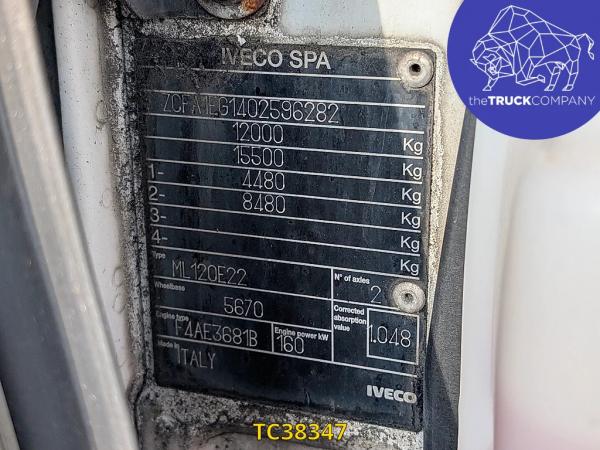 IVECO SPA
theTRUCKCOMPANY
ZCFA1EG1402596282
12000 Kg
15500 Kg
1- 4480 Kg
2- 8480 Kg
3- Kg
4- Kg
Type ML120E22 N° of axles 2
Wheelbase 5670 Corrected absorption value 1.048
Engine type F4AE3681B Engine power kW 160
Made in ITALY
IVECO
TC38347